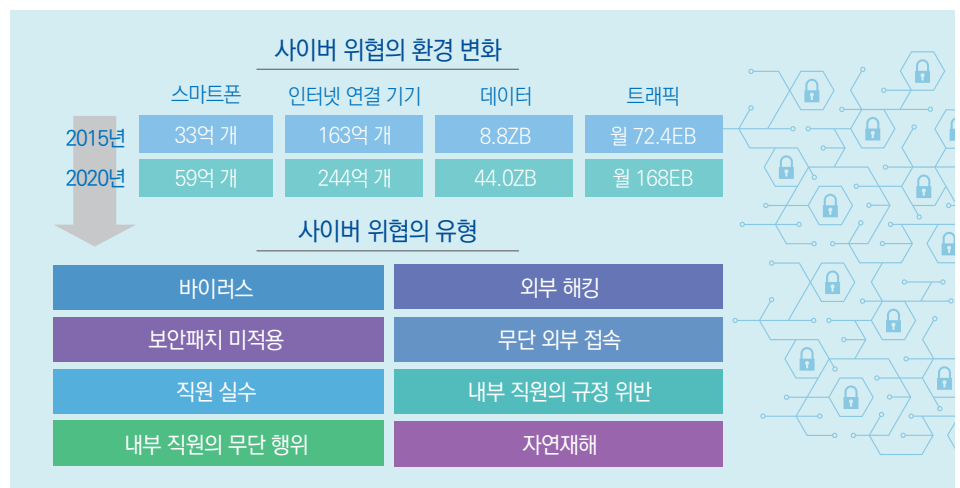 사이버 위협의 환경 변화
스마트폰 인터넷 연결 기기 데이터 트래픽
2015년 33억 개 163억 개 8.8ZB 월 72.4EB
2020년 59억 개 244억 개 44.0ZB 월 168EB
사이버 위협의 유형
바이러스 외부 해킹
보안패치 미적용 무단 외부 접속
직원 실수 내부 직원의 규정 위반
내부 직원의 무단 행위 자연재해